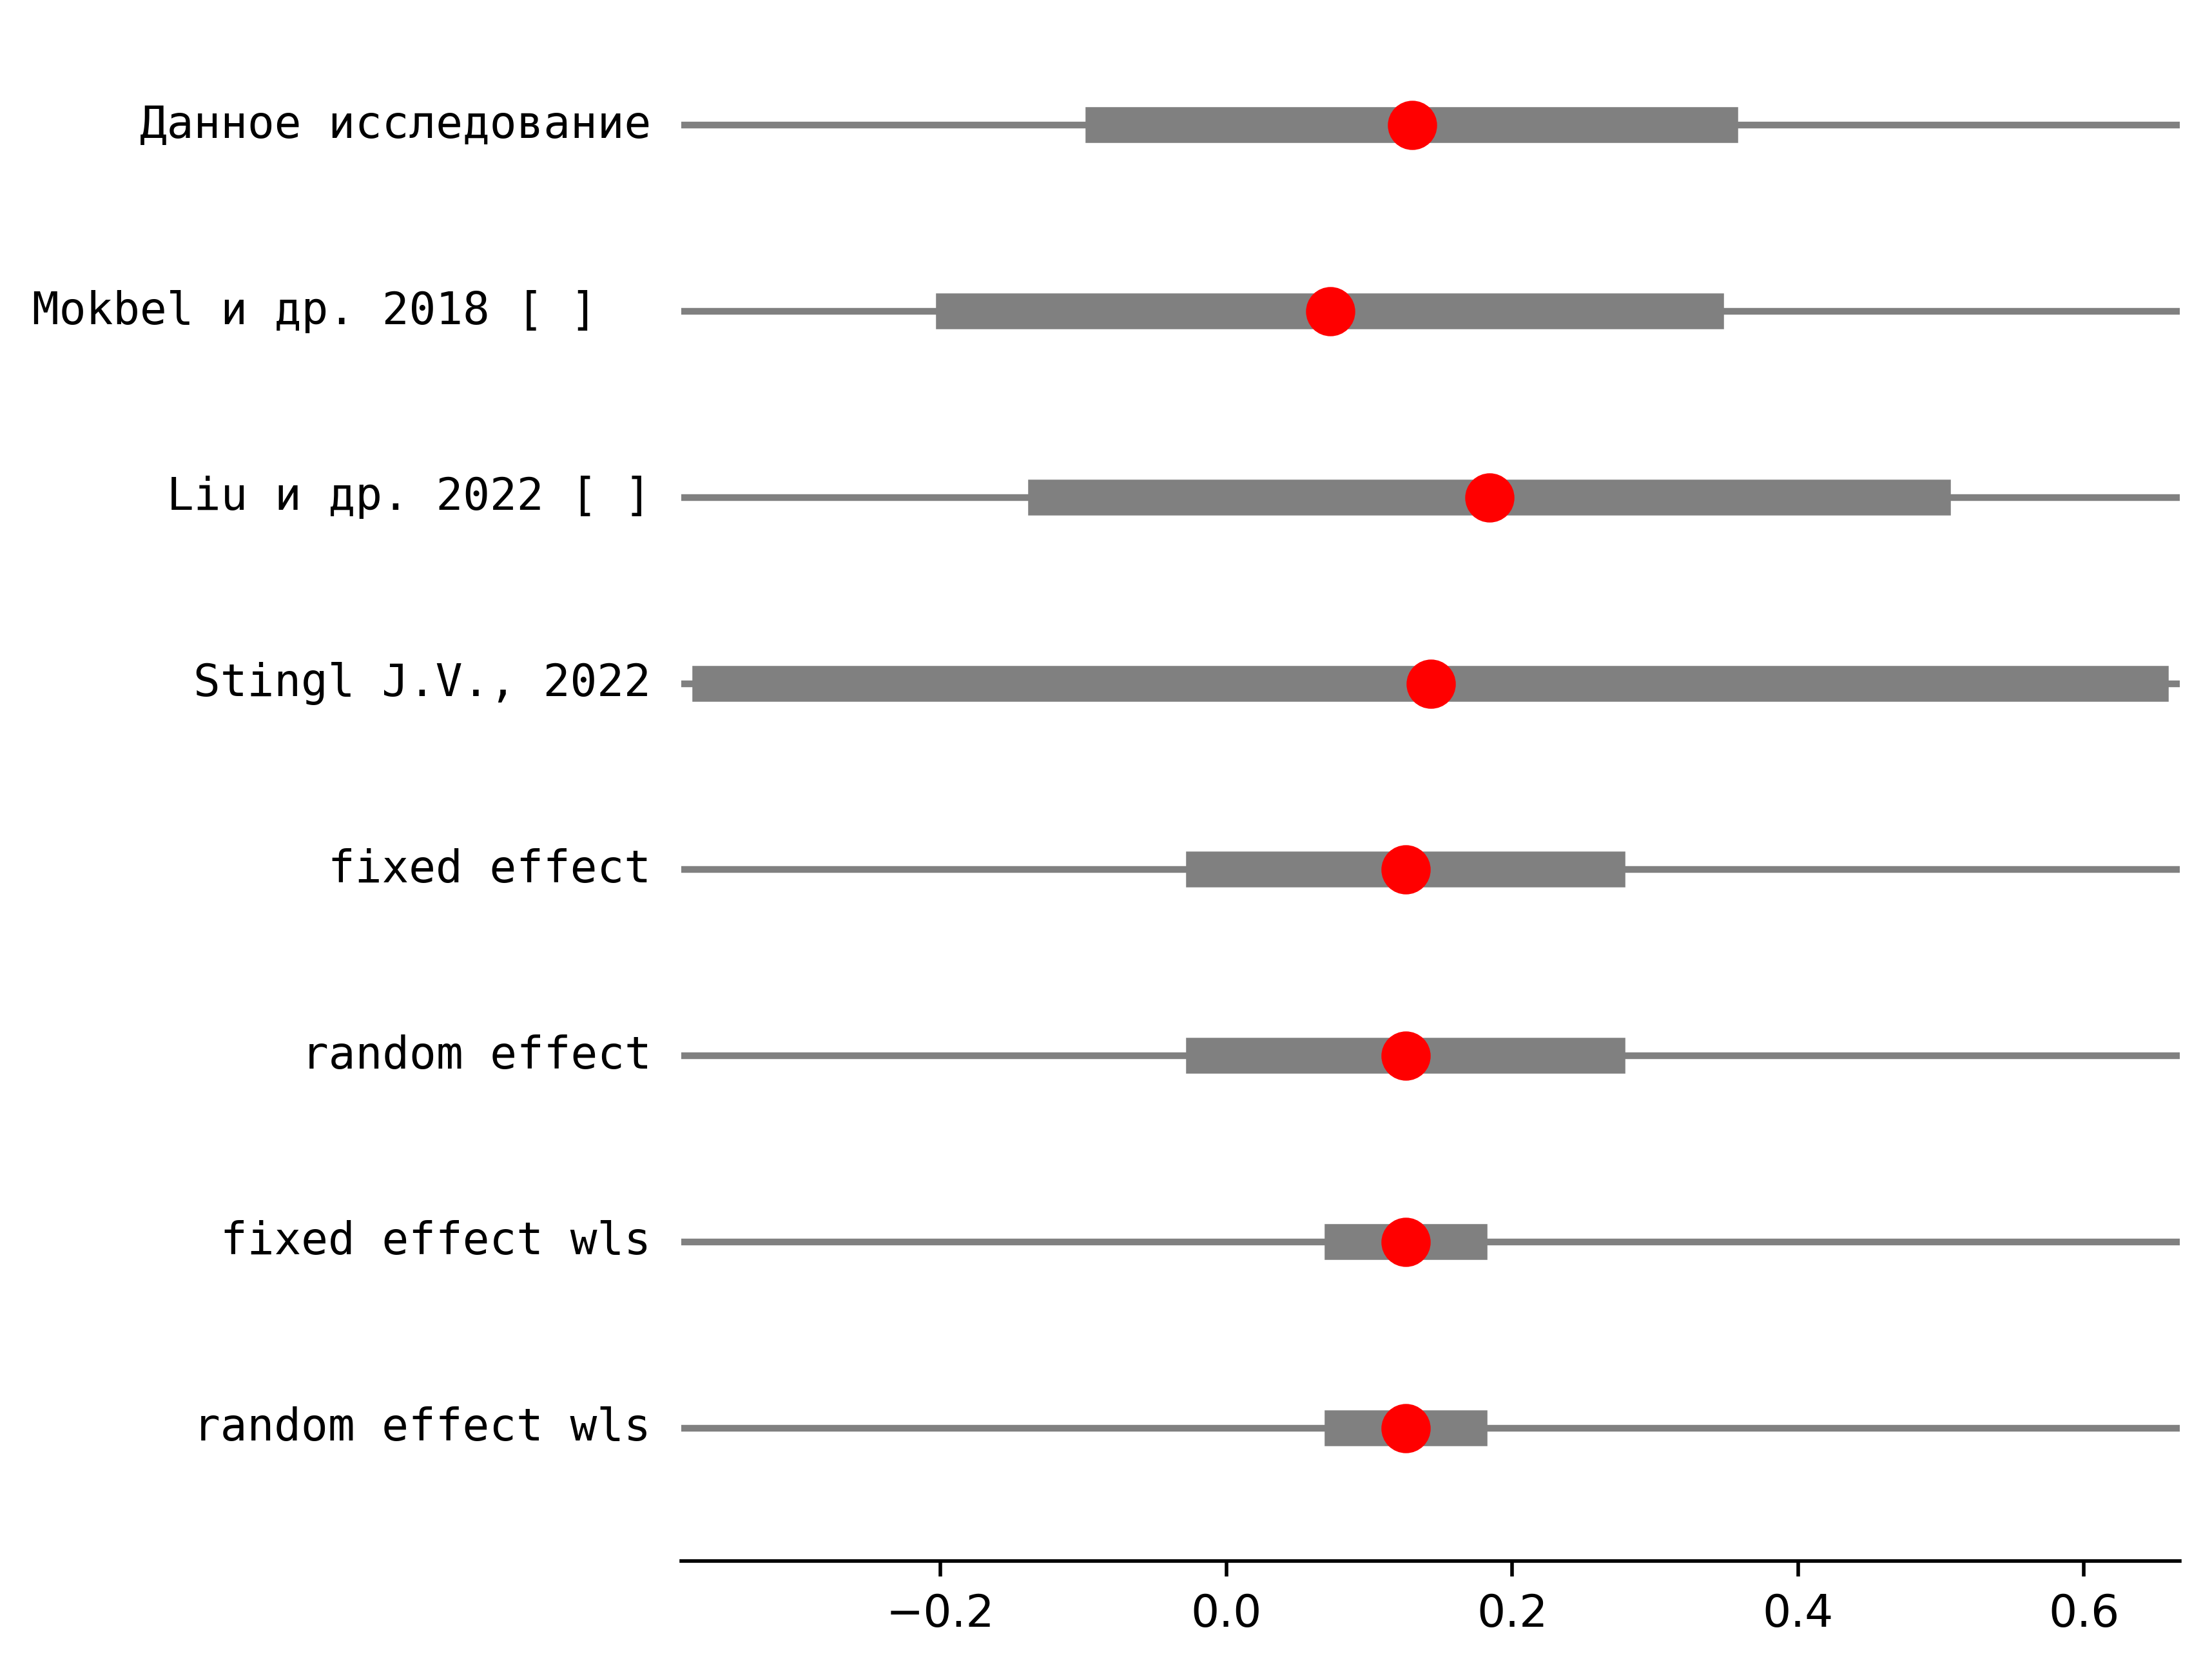 Данное исследование
Mokbel и др. 2018 [ ]
Liu и др. 2022 [ ]
Stingl J.V., 2022
fixed effect
random effect
fixed effect wls
random effect wls
−0.2 0.0 0.2 0.4 0.6